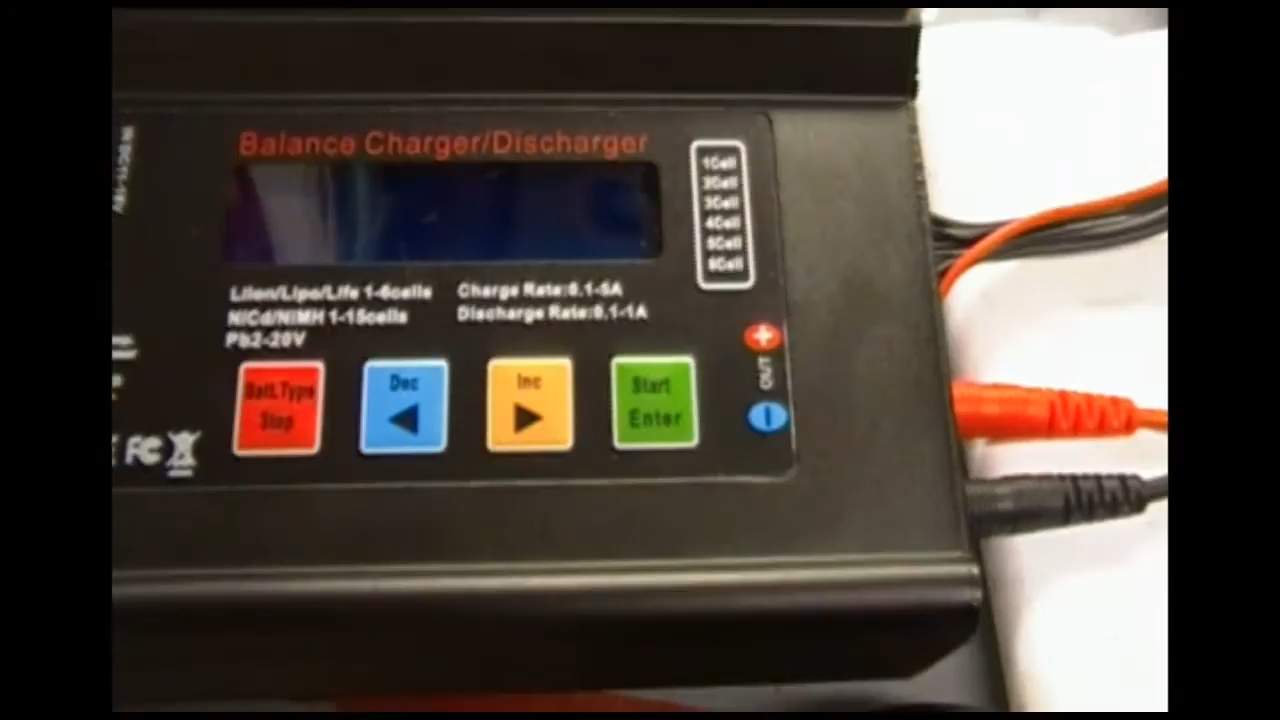 Balance Charger/Discharger
1Cell
2Cell
3Cell
4Cell
5Cell
6Cell
LiIon/Lipo/Life 1-6cells
NiCd/NiMH 1-15cells
Pb2-20V
Charge Rate:0.1-5A
Discharge Rate:0.1-1A
Batt.Type
Stop
Dec
Inc
Start
Enter
+
OUT
FC